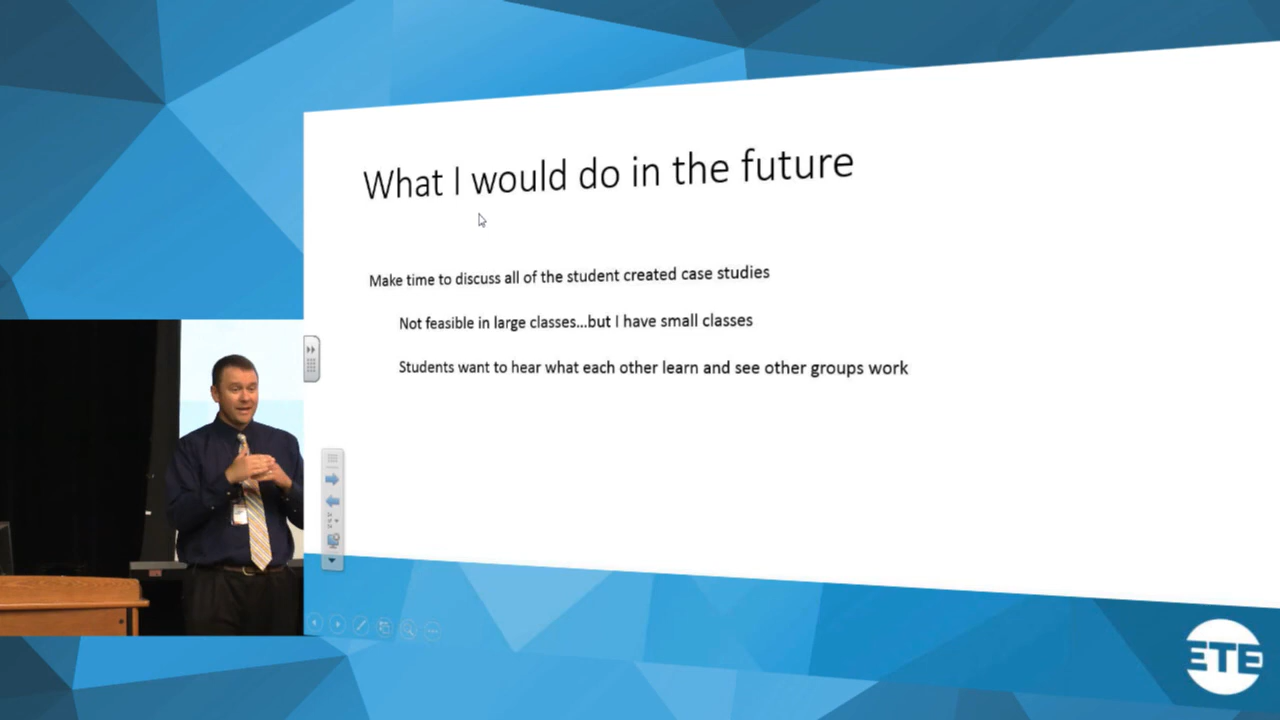 What I would do in the future
Make time to discuss all of the student created case studies
Not feasible in large classes...but I have small classes
Students want to hear what each other learn and see other groups work
ETE